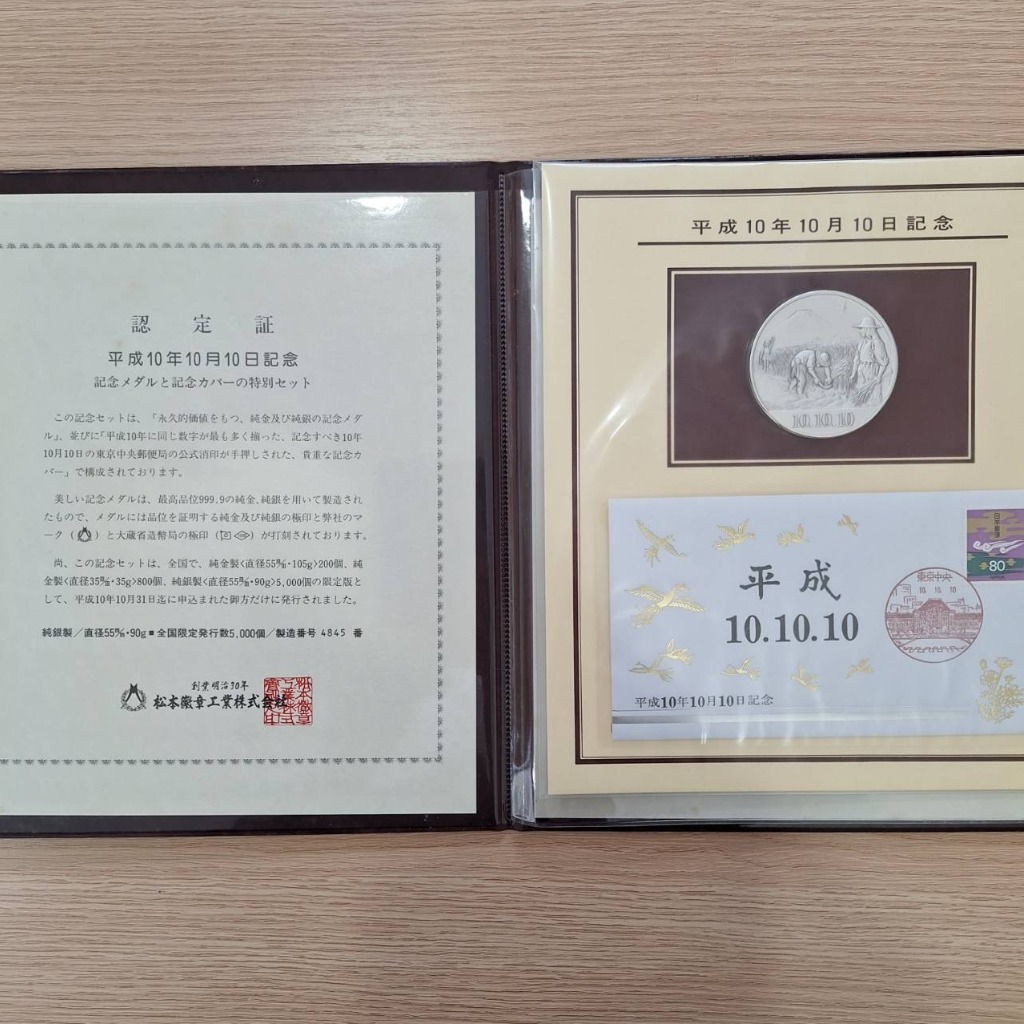 認定証
平成10年10月10日記念
記念メダルと記念カバーの特別セット
この記念セットは、「永久的価値をもつ、純金及び純銀の記念メダ
ル」、並びに「平成10年に同じ数字が最も多く揃った、記念すべき10年
10月10日の東京中央郵便局の公式消印が手押しされた、貴重な記念カ
バー」で構成されております。
美しい記念メダルは、最高品位999.9の純金、純銀を用いて製造され
たもので、メダルには品位を証明する純金及び純銀の極印と弊社のマ
ーク()と大蔵省造幣局の極印()が打刻されております。
尚、この記念セットは、全国で、純金製<直径55㎜・105g>200個、純
金製<直径35㎜・35g>800個、純銀製<直径55㎜・90g>5,000個の限定版と
して、平成10年10月31日迄に申込まれた御方だけに発行されました。
純銀製/直径55㎜・90g■全国限定発行数5,000個/製造番号 4845 番
創業明治30年
松本徽章工業株式会社
平成10年10月10日記念
10.10.10
日本郵便
80
NIPPON
平成
10.10.10
東京中央
10.10.10
平成10年10月10日記念